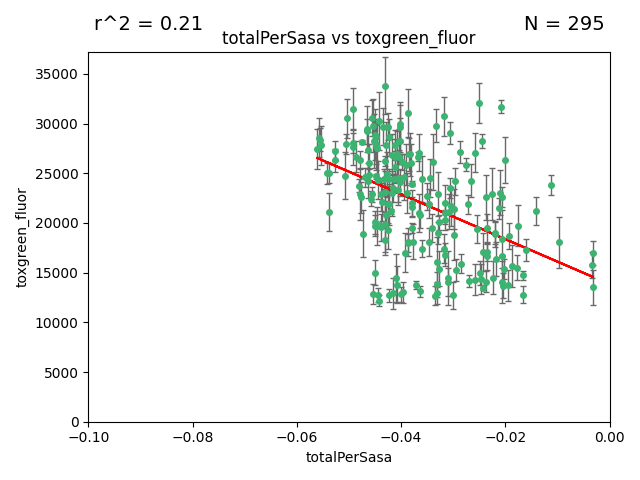 r^2 = 0.21
N = 295
totalPerSasa vs toxgreen_fluor
35000
30000
25000
20000
15000
10000
5000
0
toxgreen_fluor
−0.10
−0.08
−0.06
−0.04
−0.02
0.00
totalPerSasa